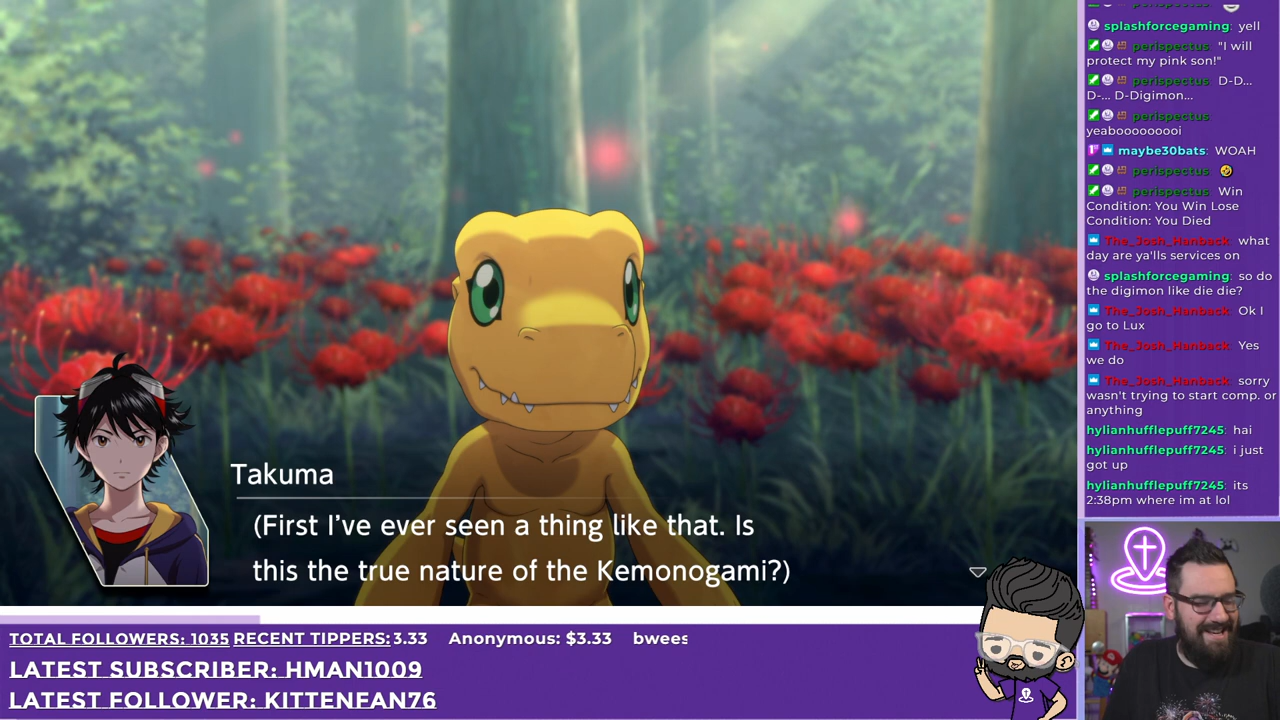 splashforcegaming: yell
perispectus: "I will
protect my pink son!"
perispectus: D-D...
D-... D-Digimon...
perispectus
yeaboooooooooi
maybe30bats: WOAH
perispectus
perispectus Win
Condition: You Win Lose
Condition: You Died
The_Josh_Hanback: what
day are ya'lls services on
splashforcegaming: so do
the digimon like die die?
The_Josh_Hanback: Ok I
go to Lux
The_Josh_Hanback: Yes
we do
The_Josh_Hanback: sorry
wasn't trying to start comp. or
anything
hylianhufflepuff7245: hai
hylianhufflepuff7245: i just
got up
hylianhufflepuff7245: its
2:38pm where im at lol
Takuma
(First I've ever seen a thing like that. Is
this the true nature of the Kemonogami?)
TOTAL FOLLOWERS: 1035 RECENT TIPPERS: 3.33 Anonymous: $3.33 bwees
LATEST SUBSCRIBER: HMAN1009
LATEST FOLLOWER: KITTENFAN76